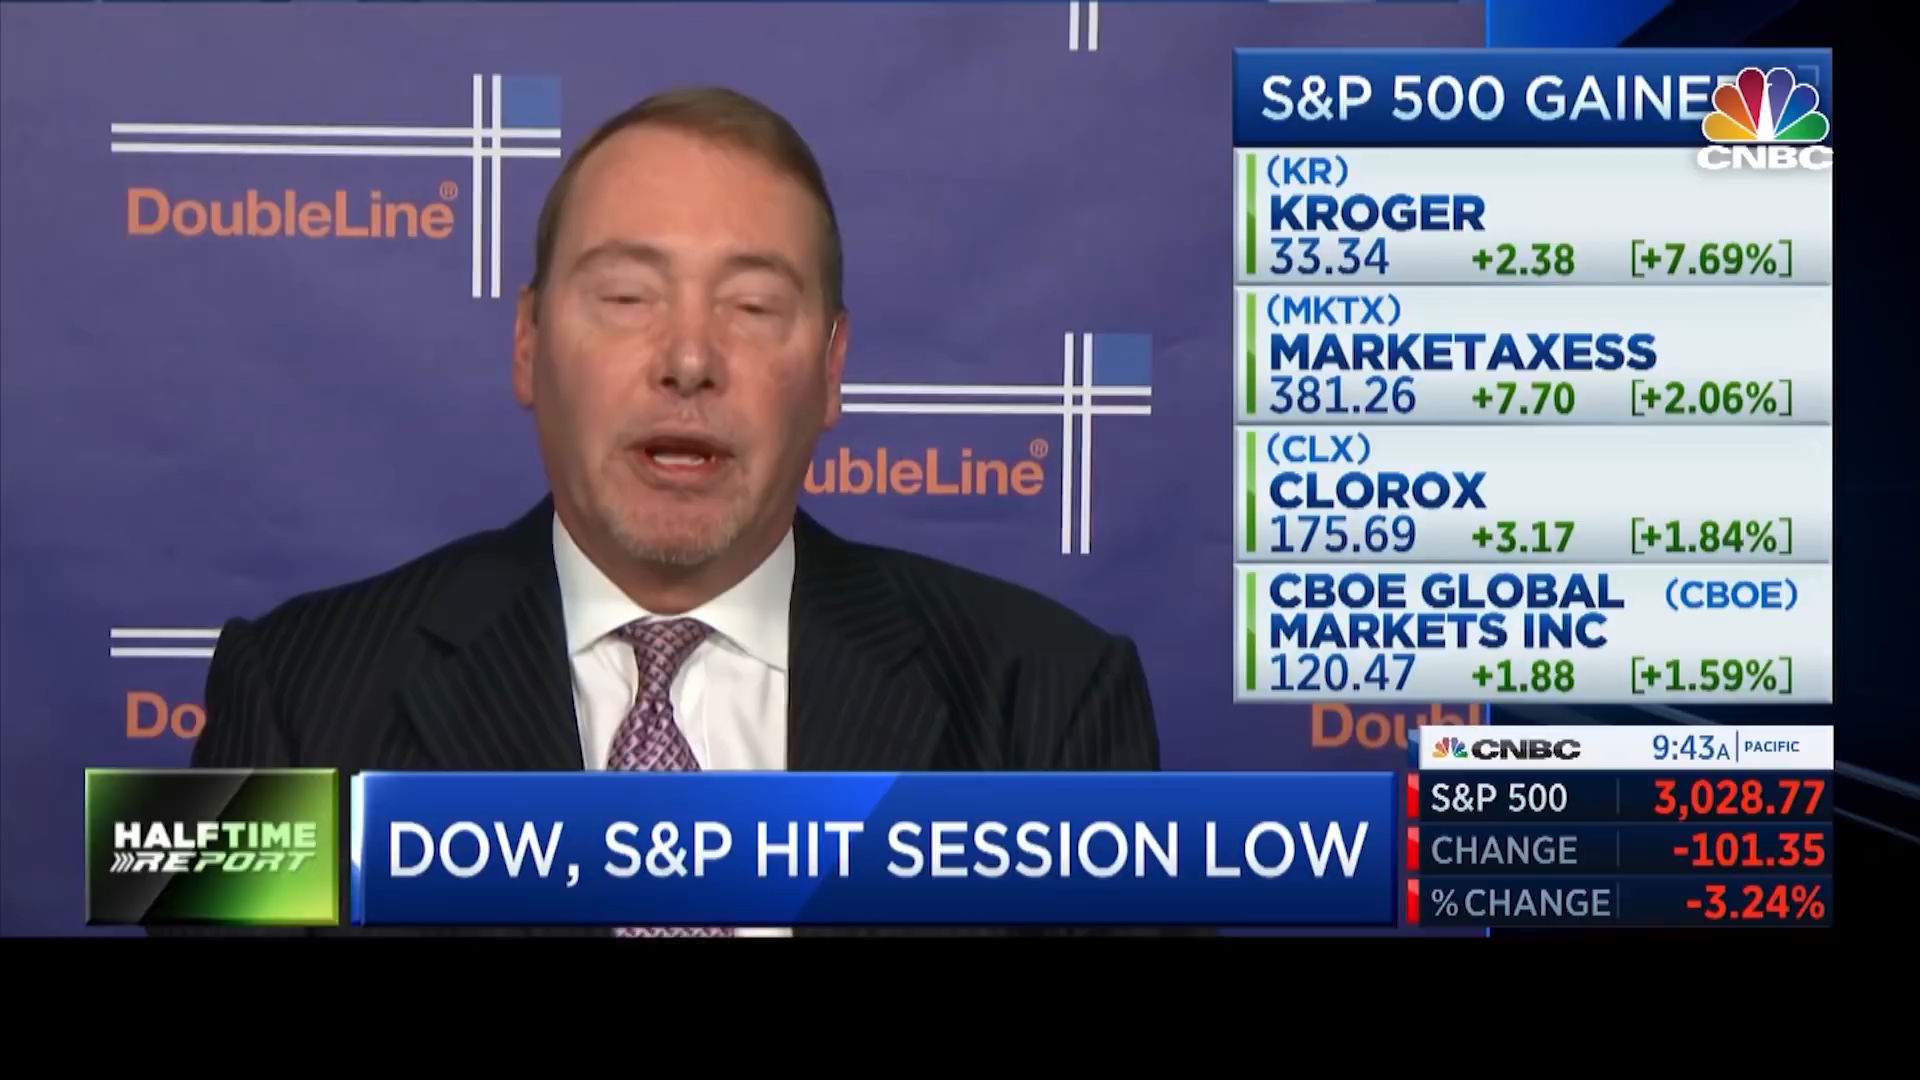 DoubleLine®
ubleLine®
Do
Doubl
S&P 500 GAINE
CNBC
(KR)
KROGER
33.34 +2.38 [+7.69%]
(MKTX)
MARKETAXESS
381.26 +7.70 [+2.06%]
(CLX)
CLOROX
175.69 +3.17 [+1.84%]
CBOE GLOBAL (CBOE)
MARKETS INC
120.47 +1.88 [+1.59%]
CNBC 9:43A PACIFIC
S&P 500 3,028.77
CHANGE -101.35
% CHANGE -3.24%
HALFTIME
REPORT
DOW, S&P HIT SESSION LOW